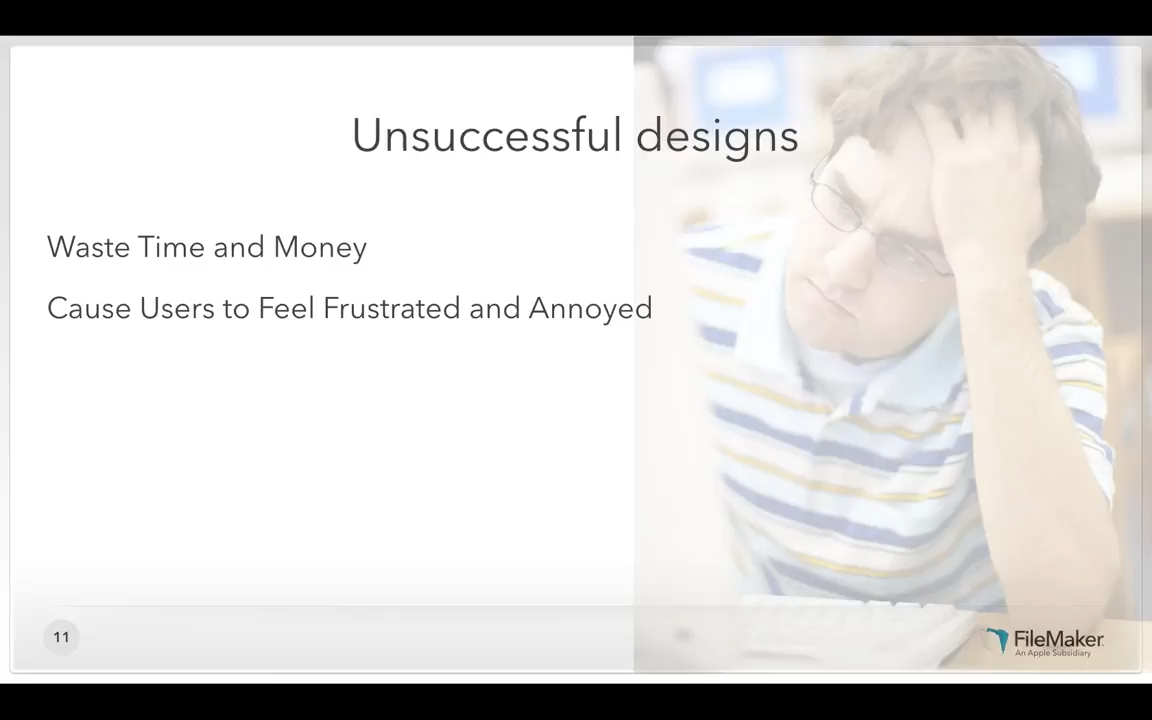 Unsuccessful designs
Waste Time and Money
Cause Users to Feel Frustrated and Annoyed
11
FileMaker
An Apple Subsidiary